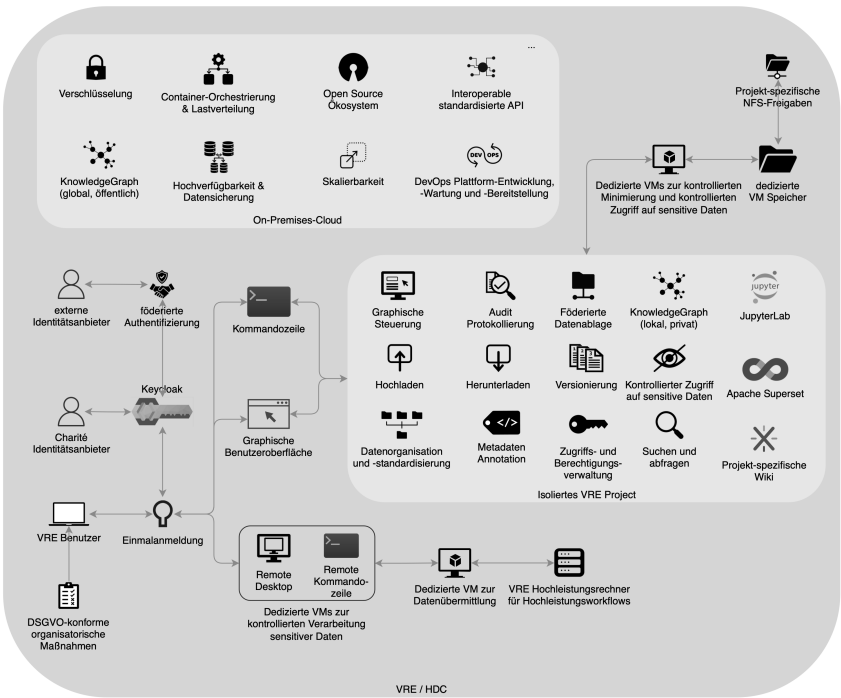 ...
Verschlüsselung
Container-Orchestrierung
& Lastverteilung
Open Source
Ökosystem
Interoperable
standardisierte API
KnowledgeGraph
(global, öffentlich)
Hochverfügbarkeit &
Datensicherung
Skalierbarkeit
DEV OPS
DevOps Plattform-Entwicklung,
-Wartung und -Bereitstellung
On-Premises-Cloud
Projekt-spezifische
NFS-Freigaben
Dedizierte VMs zur kontrollierten
Minimierung und kontrollierten
Zugriff auf sensitive Daten
dedizierte
VM Speicher
externe
Identitätsanbieter
föderierte
Authentifizierung
Keycloak
Charité
Identitätsanbieter
VRE Benutzer
Einmalanmeldung
DSGVO-konforme
organisatorische
Maßnahmen
Kommandozeile
Graphische
Benutzeroberfläche
Graphische
Steuerung
Audit
Protokollierung
Föderierte
Datenablage
KnowledgeGraph
(lokal, privat)
jupyter
JupyterLab
Hochladen
Herunterladen
1 2 3
Versionierung
Kontrollierter Zugriff
auf sensitive Daten
Apache Superset
Datenorganisation
und -standardisierung
</>
Metadaten
Annotation
Zugriffs- und
Berechtigungs-
verwaltung
Suchen und
abfragen
Projekt-spezifische
Wiki
Isoliertes VRE Project
Remote
Desktop
Remote
Kommando-
zeile
Dedizierte VMs zur
kontrollierten Verarbeitung
sensitiver Daten
Dedizierte VM zur
Datenübermittlung
VRE Hochleistungsrechner
für Hochleistungsworkflows
VRE / HDC